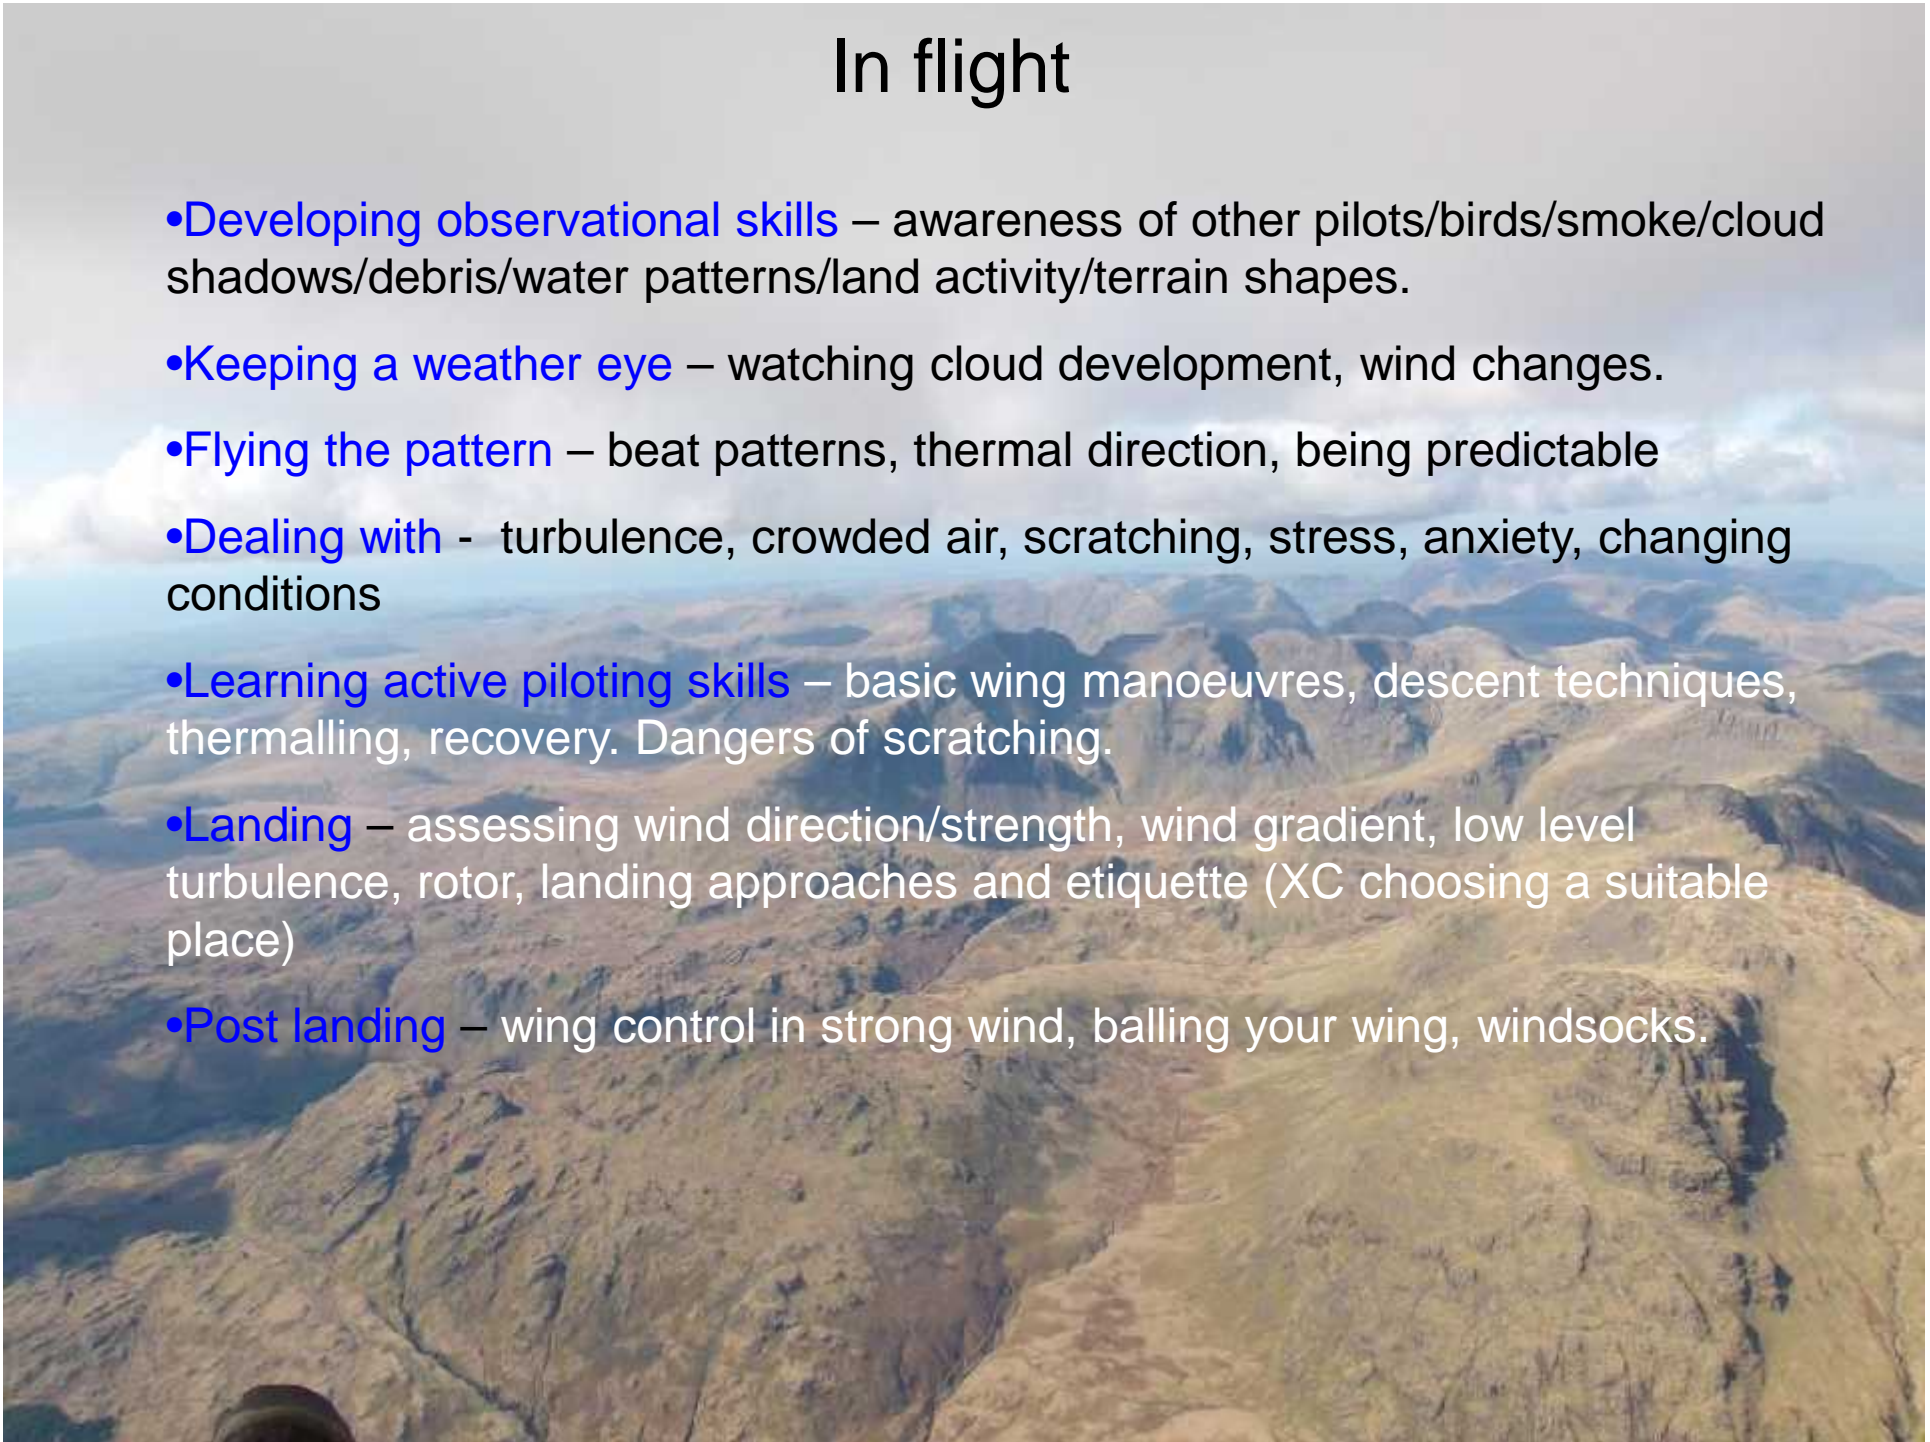 In flight
•Developing observational skills – awareness of other pilots/birds/smoke/cloud
shadows/debris/water patterns/land activity/terrain shapes.
•Keeping a weather eye – watching cloud development, wind changes.
•Flying the pattern – beat patterns, thermal direction, being predictable
•Dealing with -  turbulence, crowded air, scratching, stress, anxiety, changing
conditions
•Learning active piloting skills – basic wing manoeuvres, descent techniques,
thermalling, recovery. Dangers of scratching.
•Landing – assessing wind direction/strength, wind gradient, low level
turbulence, rotor, landing approaches and etiquette (XC choosing a suitable
place)
•Post landing – wing control in strong wind, balling your wing, windsocks.